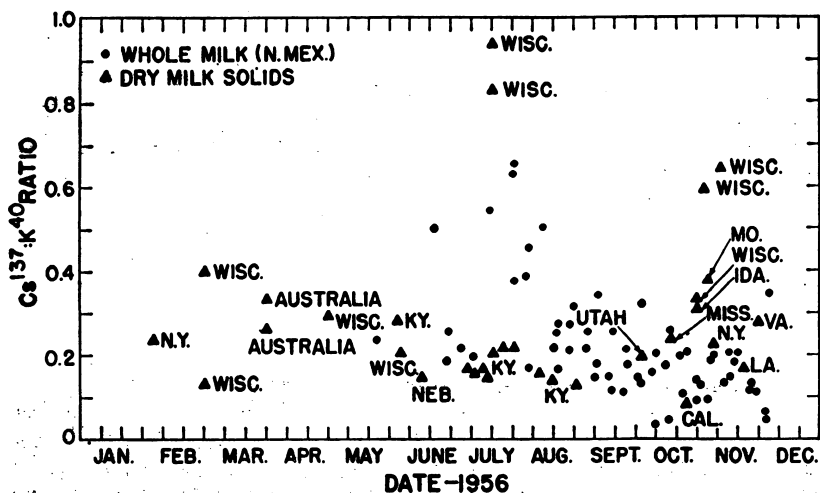 WHOLE MILK (N.MEX.)
DRY MILK SOLIDS
Cs137:K40 RATIO
1.0
0.8
0.6
0.4
0.2
0
WISC.
WISC.
WISC.
WISC.
MO.
WISC.
IDA.
WISC.
AUSTRALIA
WISC.
KY.
UTAH
MISS.
VA.
N.Y.
AUSTRALIA
N.Y.
WISC.
KY.
LA.
WISC.
NEB.
KY.
CAL.
JAN. FEB. MAR. APR. MAY JUNE JULY AUG. SEPT. OCT. NOV. DEC.
DATE-1956